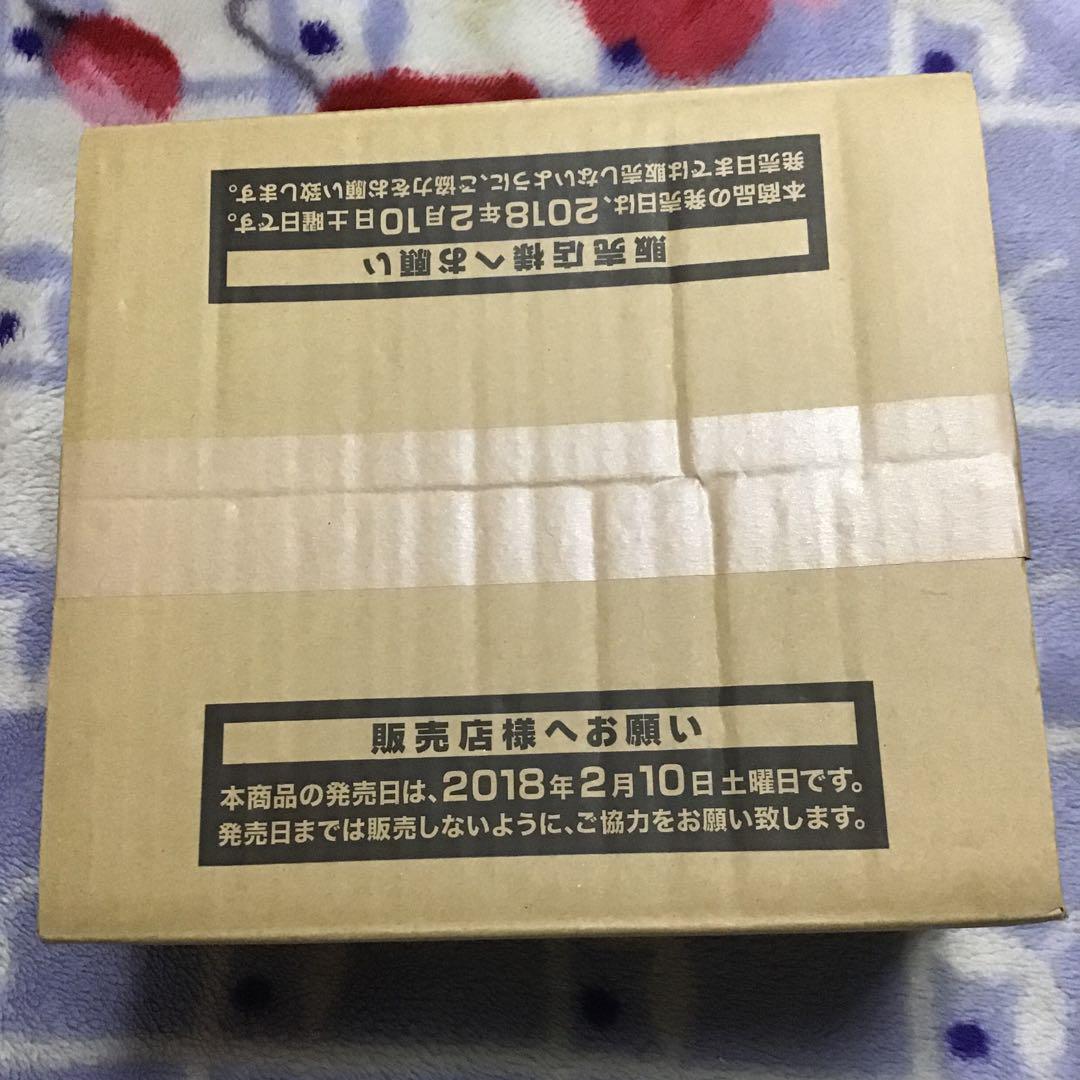 販売店様へお願い
本商品の発売日は、2018年2月10日土曜日です。
発売日までは販売しないように、ご協力をお願い致します。
販売店様へお願い
本商品の発売日は、2018年2月10日土曜日です。
発売日までは販売しないように、ご協力をお願い致します。